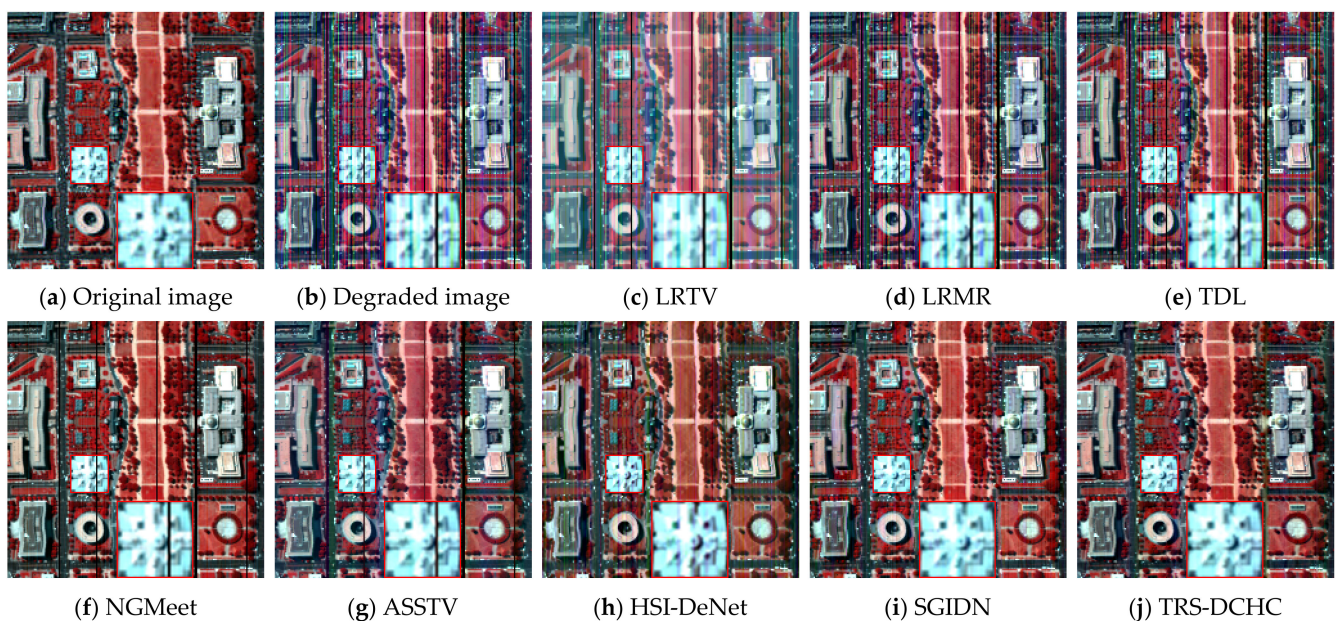 (a) Original image
(b) Degraded image
(c) LRTV
(d) LRMR
(e) TDL
(f) NGMeet
(g) ASSTV
(h) HSI-DeNet
(i) SGIDN
(j) TRS-DCHC